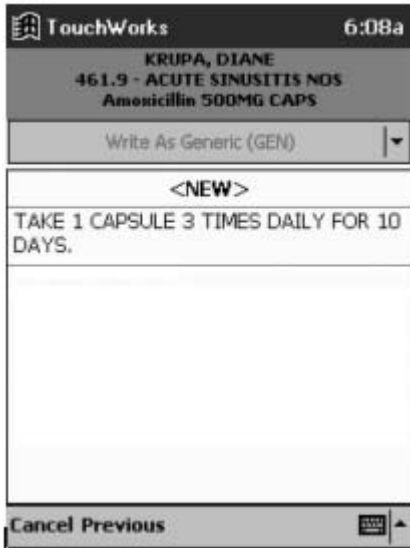 TouchWorks 6:08a
KRUPA, DIANE
461.9 - ACUTE SINUSITIS NOS
Amoxicillin 500MG CAPS
Write As Generic (GEN)
<NEW>
TAKE 1 CAPSULE 3 TIMES DAILY FOR 10
DAYS.
Cancel Previous